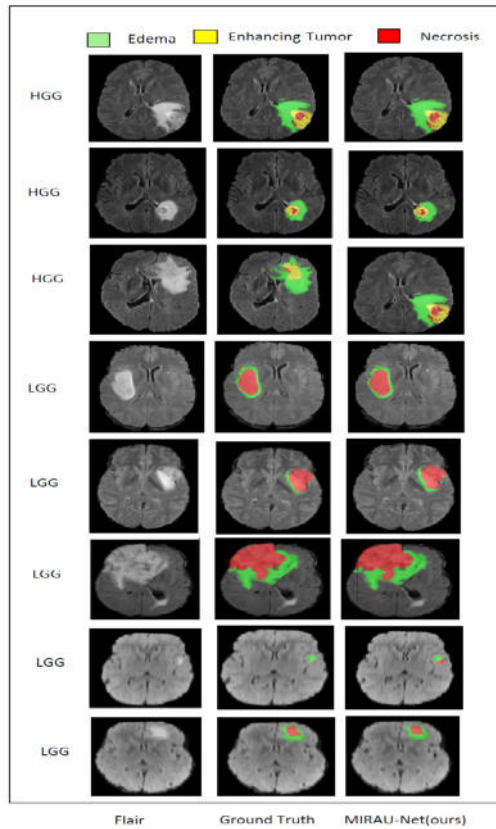 Edema Enhancing Tumor Necrosis
HGG
HGG
HGG
LGG
LGG
LGG
LGG
LGG
Flair Ground Truth MIRAU-Net(ours)